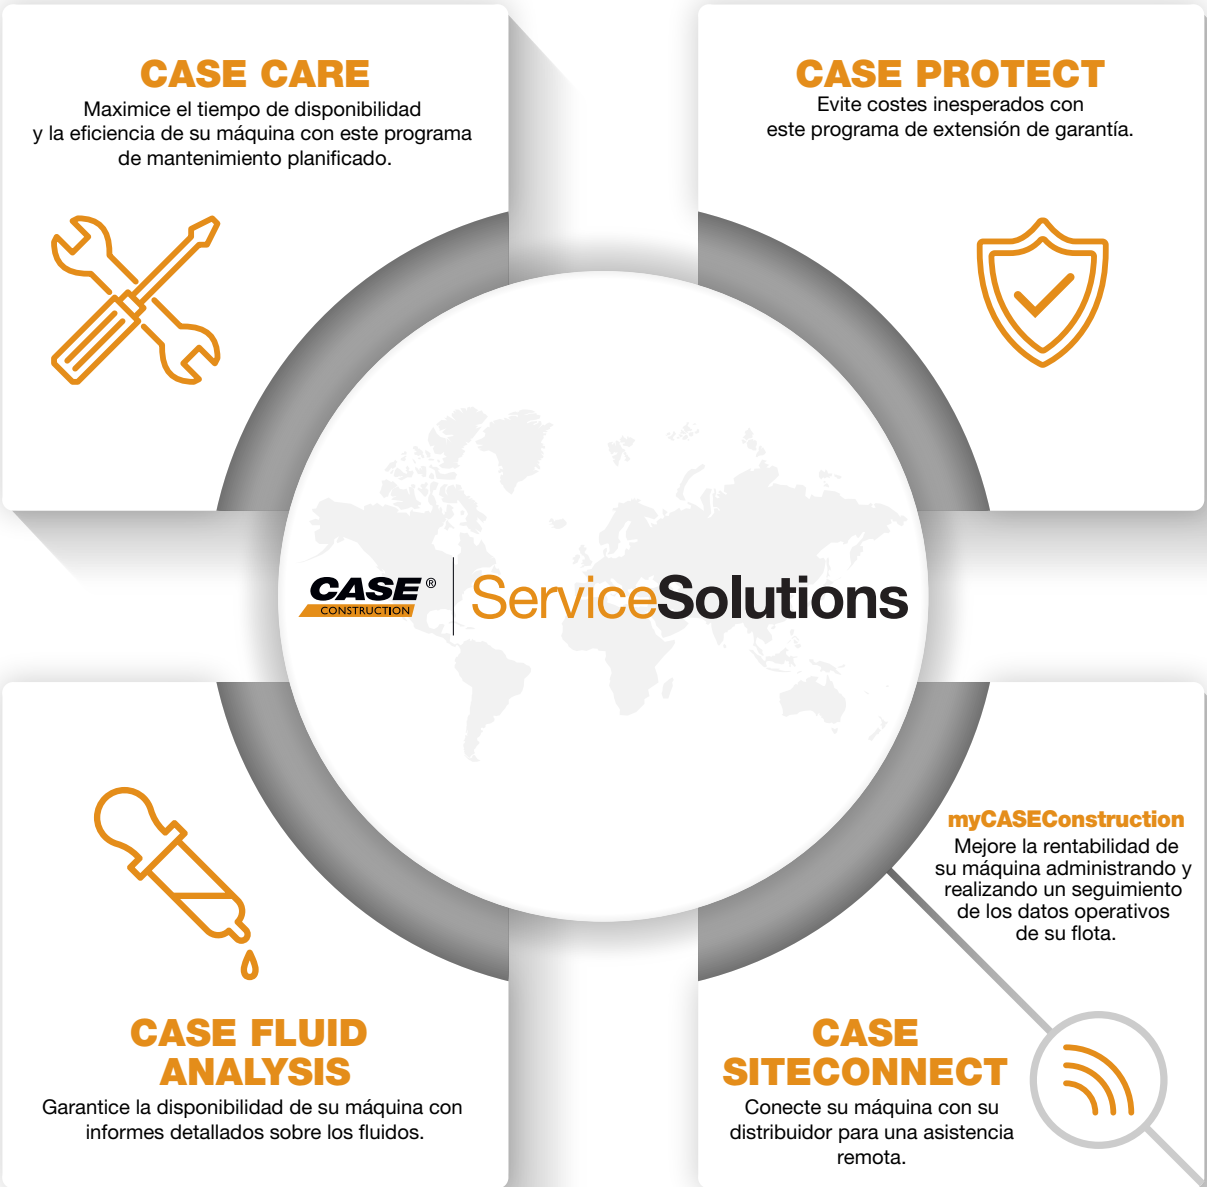 CASE CARE
Maximice el tiempo de disponibilidad
y la eficiencia de su máquina con este programa
de mantenimiento planificado.
CASE PROTECT
Evite costes inesperados con
este programa de extensión de garantía.
CASE®
CONSTRUCTION
ServiceSolutions
CASE FLUID
ANALYSIS
Garantice la disponibilidad de su máquina con
informes detallados sobre los fluidos.
myCASEConstruction
Mejore la rentabilidad de
su máquina administrando y
realizando un seguimiento
de los datos operativos
de su flota.
CASE
SITECONNECT
Conecte su máquina con su
distribuidor para una asistencia
remota.